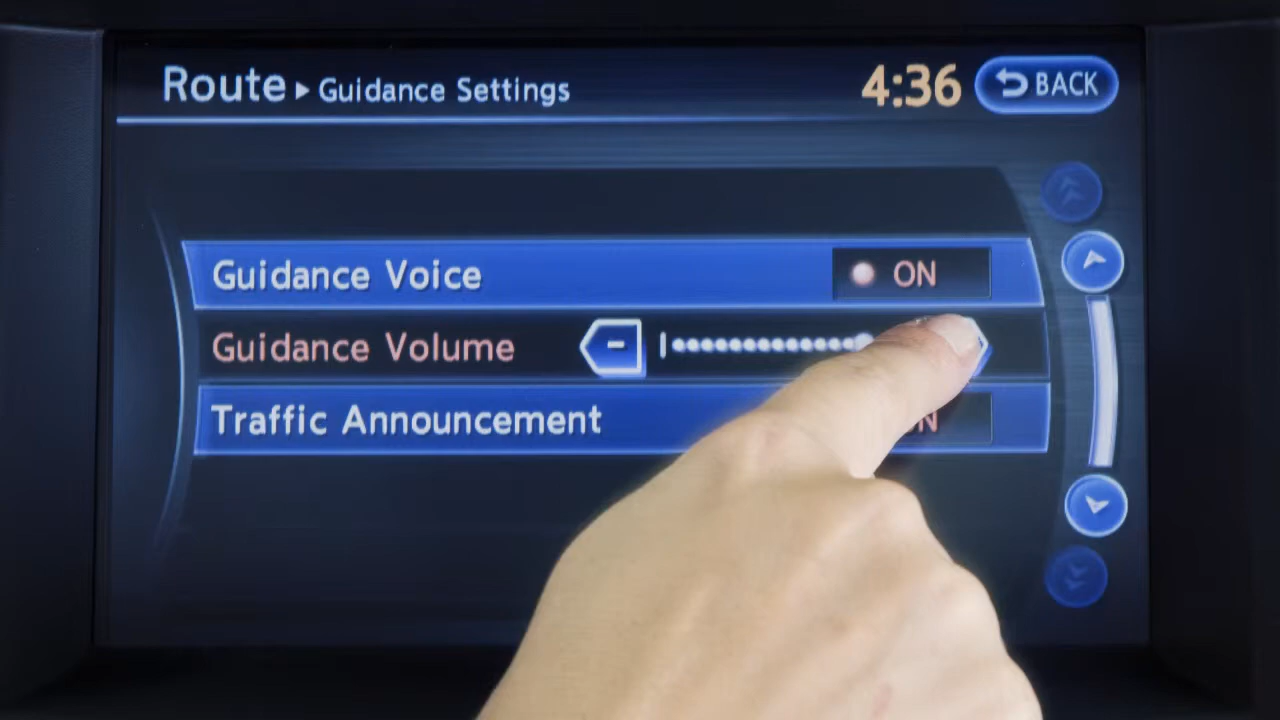 Route ▸ Guidance Settings 4:36 BACK
Guidance Voice ON
Guidance Volume -
Traffic Announcement